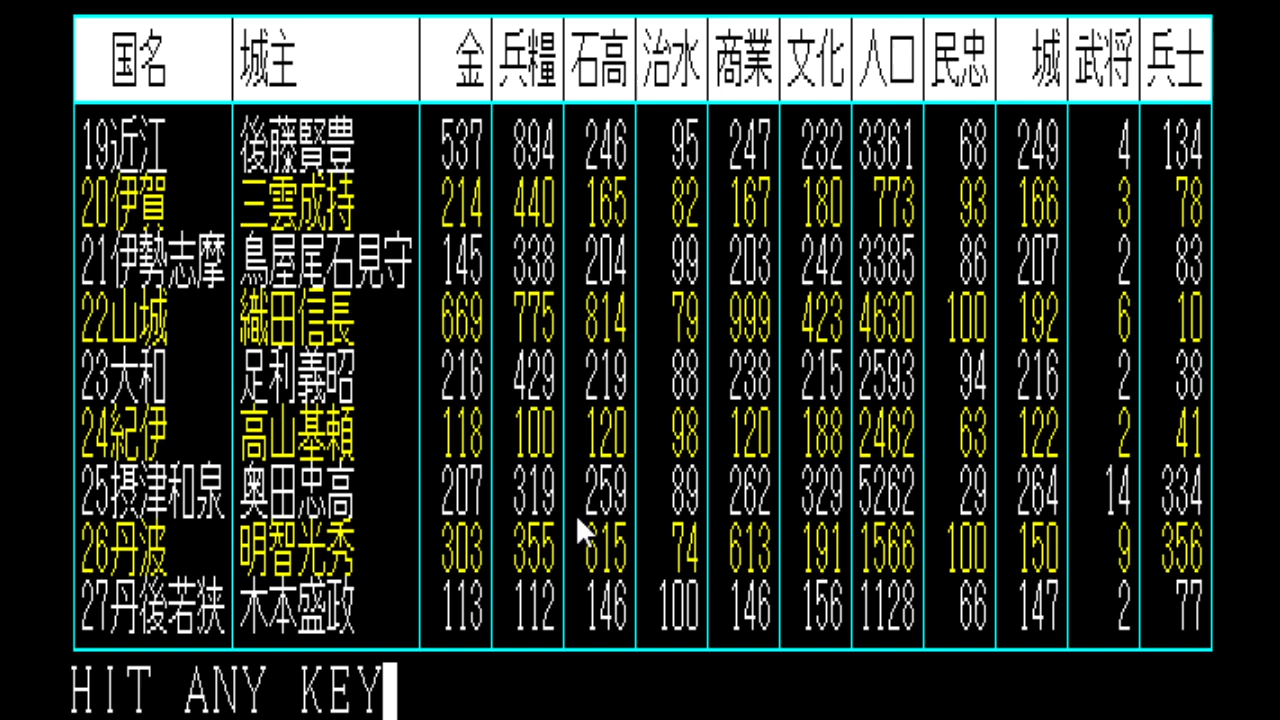 国名 城主 金 兵糧 石高 治水 商業 文化 人口 民忠 城 武将 兵士
19近江 後藤賢豊 537 894 246 95 247 232 3361 68 249 4 134
20伊賀 三雲成持 214 440 165 82 167 180 773 93 166 3 78
21伊勢志摩 鳥屋尾石見守 145 338 204 99 203 242 3385 86 207 2 83
22山城 織田信長 669 775 814 79 999 423 4630 100 192 6 10
23大和 足利義昭 216 429 219 88 238 215 2593 94 216 2 38
24紀伊 高山基頼 118 100 120 98 120 188 2462 63 122 2 41
25摂津和泉 奥田忠高 207 319 259 89 262 329 5262 29 264 14 334
26丹波 明智光秀 303 355 615 74 613 191 1566 100 150 9 356
27丹後若狭 木本盛政 113 112 146 100 146 156 1128 66 147 2 77
HIT ANY KEY